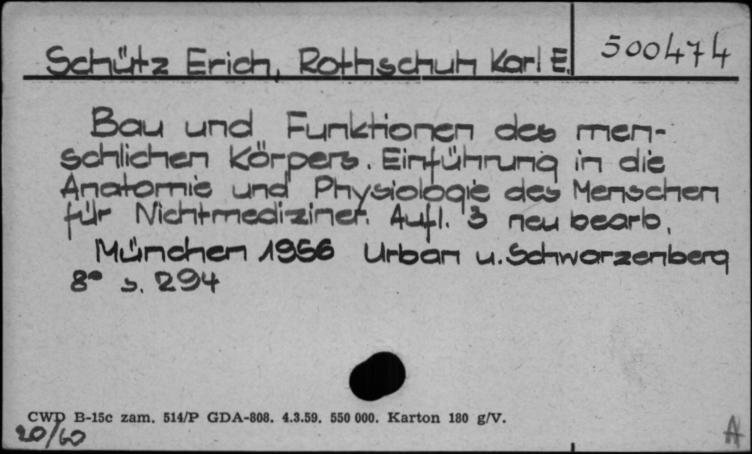 Schütz Erich, Rothschuh Karl E. 500474
Bau und Funktionen des men-
schlichen Körpers. Einführung in die
Anatomie und Physiologie des Menschen
für Nichtmediziner. Aufl. 3 neu bearb.
München 1956 Urban u. Schwarzenberg
8° s. 294
CWD B-15c zam. 514/P GDA-808. 4.3.59. 550 000. Karton 180 g/V.
20/60
A